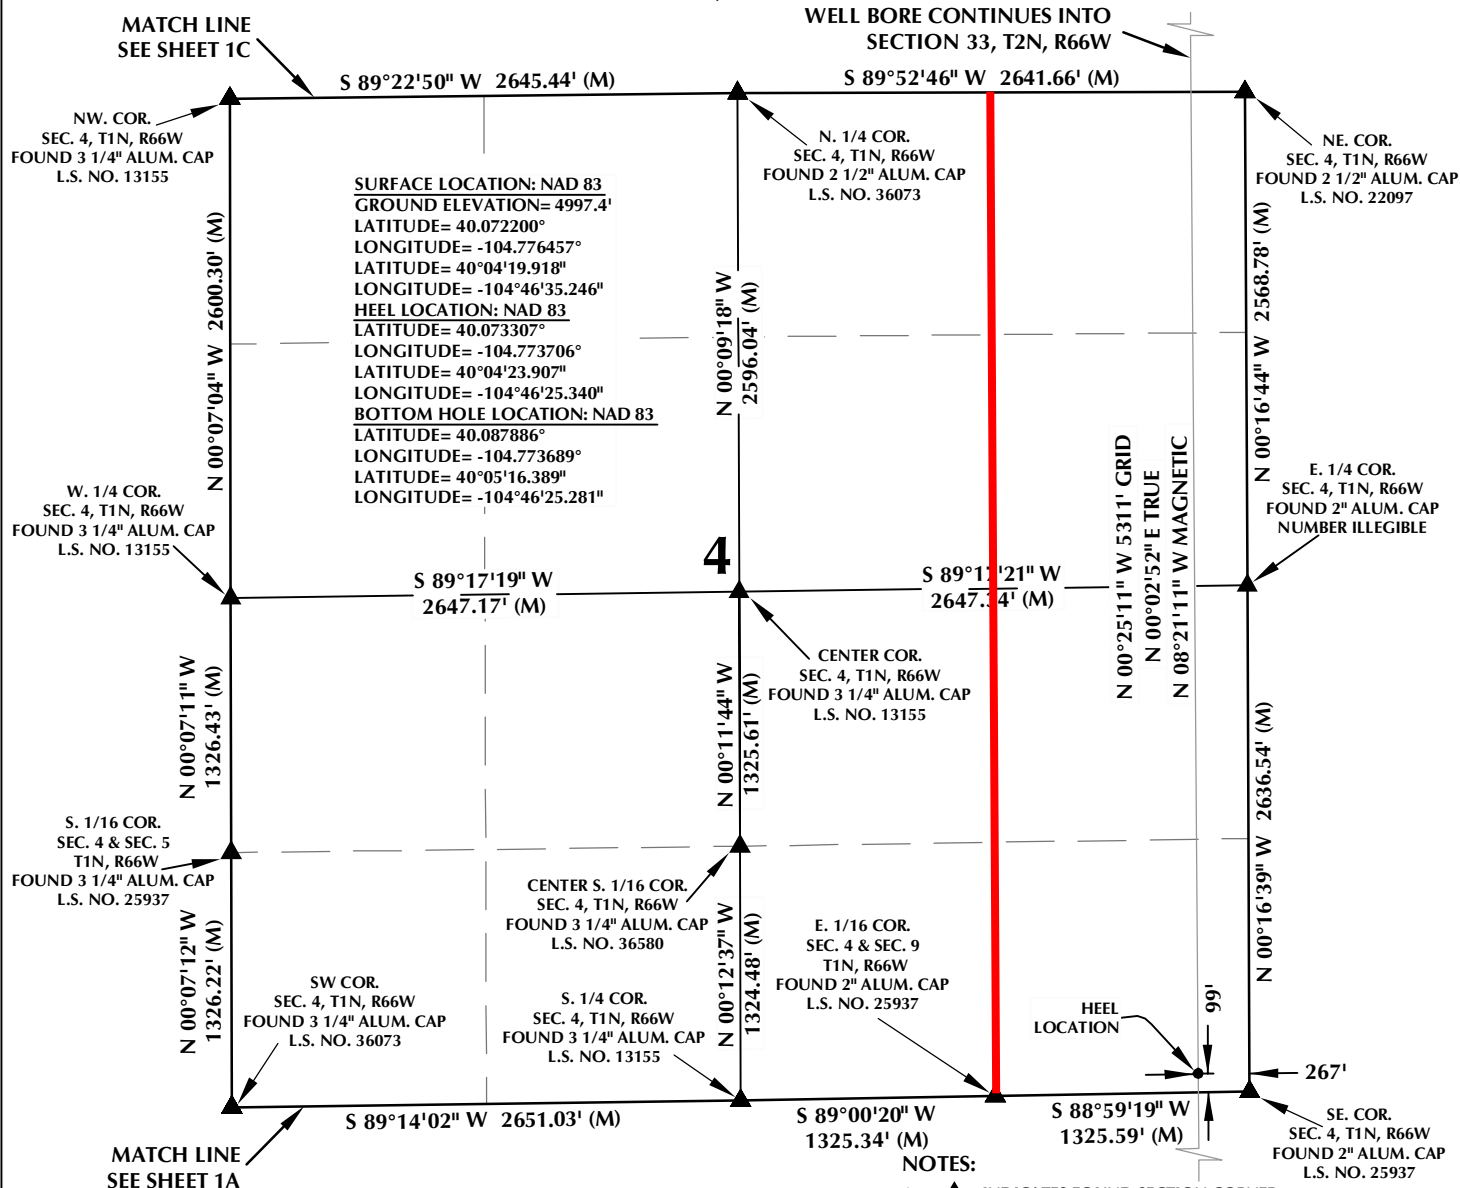 MATCH LINE
SEE SHEET 1C
WELL BORE CONTINUES INTO
SECTION 33, T2N, R66W
S 89°22'50" W 2645.44' (M)
S 89°52'46" W 2641.66' (M)
NW. COR.
SEC. 4, T1N, R66W
FOUND 3 1/4" ALUM. CAP
L.S. NO. 13155
N. 1/4 COR.
SEC. 4, T1N, R66W
FOUND 2 1/2" ALUM. CAP
L.S. NO. 36073
NE. COR.
SEC. 4, T1N, R66W
FOUND 2 1/2" ALUM. CAP
L.S. NO. 22097
SURFACE LOCATION: NAD 83
GROUND ELEVATION= 4997.4'
LATITUDE= 40.072200°
LONGITUDE= -104.776457°
LATITUDE= 40°04'19.918"
LONGITUDE= -104°46'35.246"
HEEL LOCATION: NAD 83
LATITUDE= 40.073307°
LONGITUDE= -104.773706°
LATITUDE= 40°04'23.907"
LONGITUDE= -104°46'25.340"
BOTTOM HOLE LOCATION: NAD 83
LATITUDE= 40.087886°
LONGITUDE= -104.773689°
LATITUDE= 40°05'16.389"
LONGITUDE= -104°46'25.281"
N 00°07'04" W 2600.30' (M)
N 00°09'18" W
2596.04' (M)
N 00°16'44" W 2568.78' (M)
N 00°25'11" W 5311' GRID
N 00°02'52" E TRUE
N 08°21'11" W MAGNETIC
W. 1/4 COR.
SEC. 4, T1N, R66W
FOUND 3 1/4" ALUM. CAP
L.S. NO. 13155
E. 1/4 COR.
SEC. 4, T1N, R66W
FOUND 2" ALUM. CAP
NUMBER ILLEGIBLE
4
S 89°17'19" W
2647.17' (M)
S 89°17'21" W
2647.34' (M)
CENTER COR.
SEC. 4, T1N, R66W
FOUND 3 1/4" ALUM. CAP
L.S. NO. 13155
N 00°07'11" W
1326.43' (M)
N 00°11'44" W
1325.61' (M)
N 00°16'39" W 2636.54' (M)
S. 1/16 COR.
SEC. 4 & SEC. 5
T1N, R66W
FOUND 3 1/4" ALUM. CAP
L.S. NO. 25937
CENTER S. 1/16 COR.
SEC. 4, T1N, R66W
FOUND 3 1/4" ALUM. CAP
L.S. NO. 36580
E. 1/16 COR.
SEC. 4 & SEC. 9
T1N, R66W
FOUND 2" ALUM. CAP
L.S. NO. 25937
N 00°07'12" W
1326.22' (M)
N 00°12'37" W
1324.48' (M)
SW COR.
SEC. 4, T1N, R66W
FOUND 3 1/4" ALUM. CAP
L.S. NO. 36073
S. 1/4 COR.
SEC. 4, T1N, R66W
FOUND 3 1/4" ALUM. CAP
L.S. NO. 13155
HEEL
LOCATION
99'
267'
S 89°14'02" W 2651.03' (M)
S 89°00'20" W
1325.34' (M)
S 88°59'19" W
1325.59' (M)
SE. COR.
SEC. 4, T1N, R66W
FOUND 2" ALUM. CAP
L.S. NO. 25937
MATCH LINE
SEE SHEET 1A
NOTES:
INDICATES FOUND SECTION CORNER